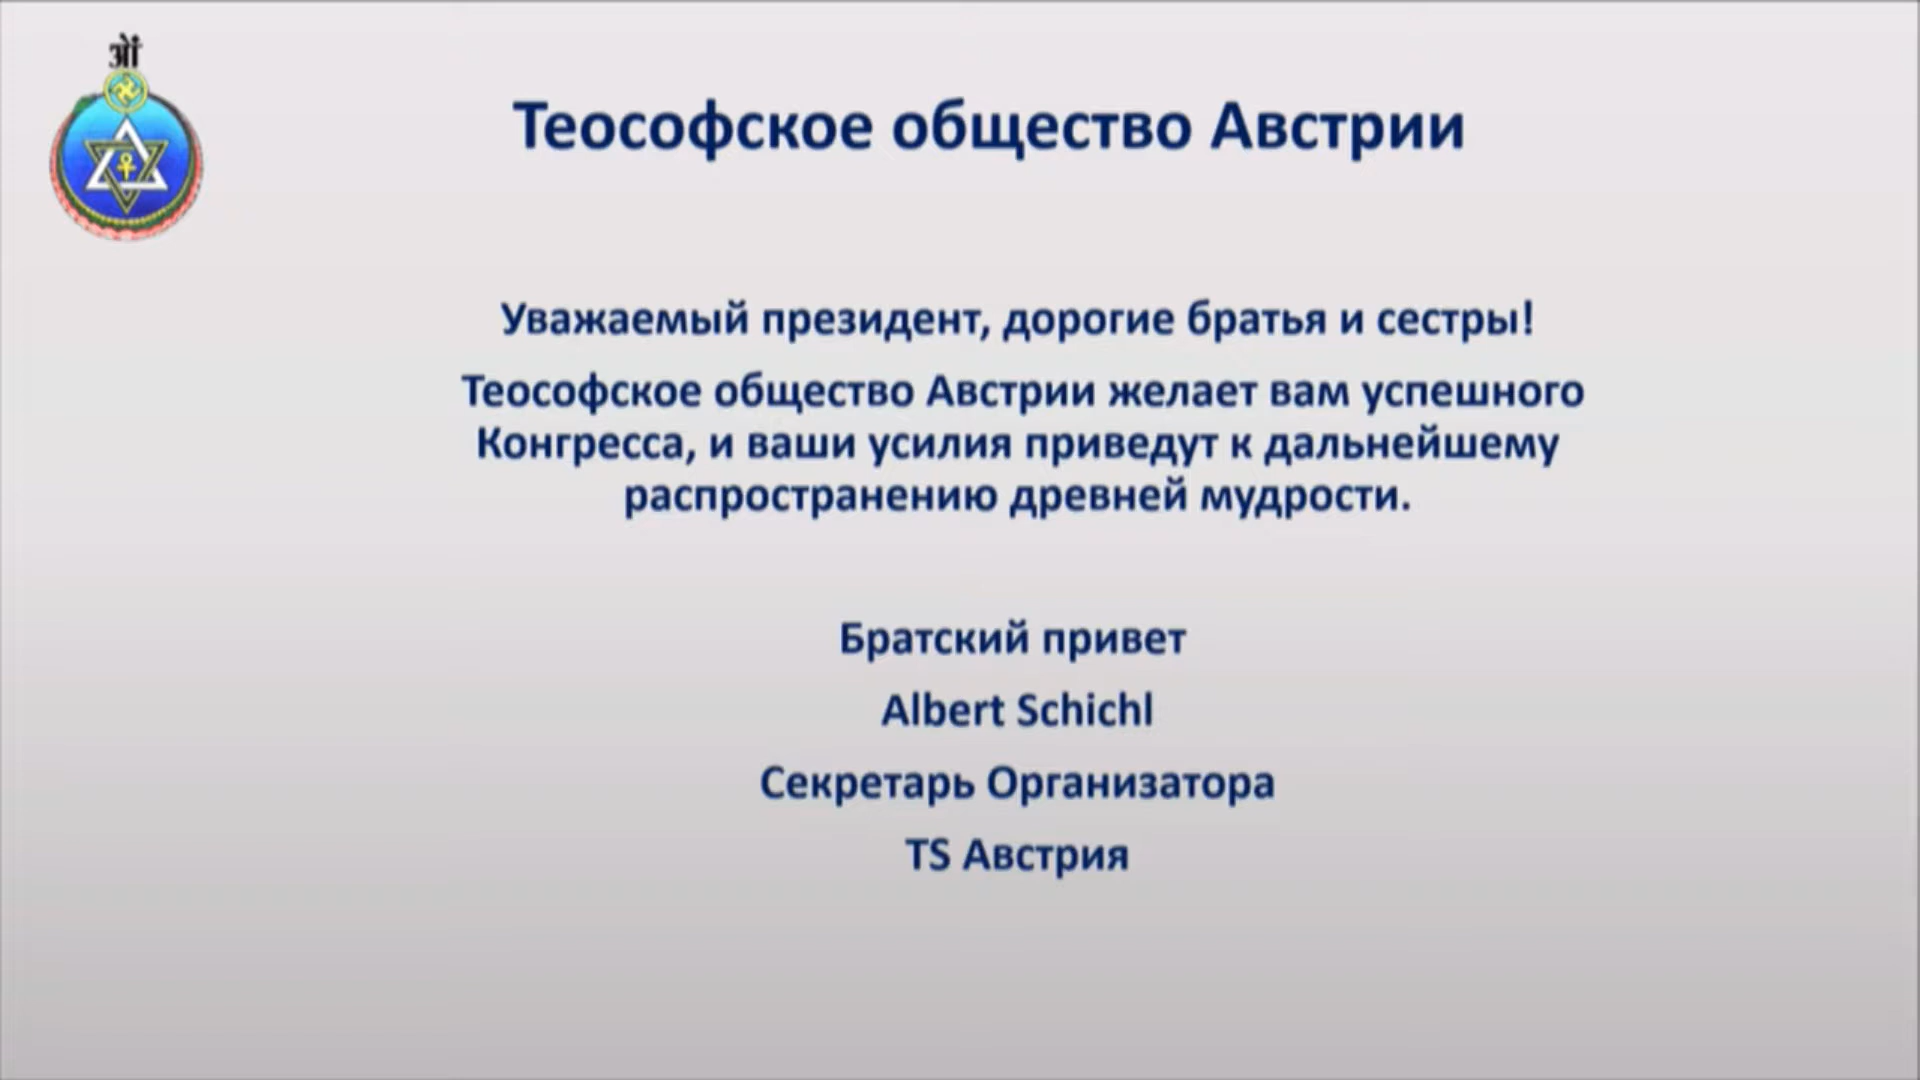 ओं
Теософское общество Австрии
Уважаемый президент, дорогие братья и сестры!
Теософское общество Австрии желает вам успешного
Конгресса, и ваши усилия приведут к дальнейшему
распространению древней мудрости.
Братский привет
Albert Schichl
Секретарь Организатора
TS Австрия